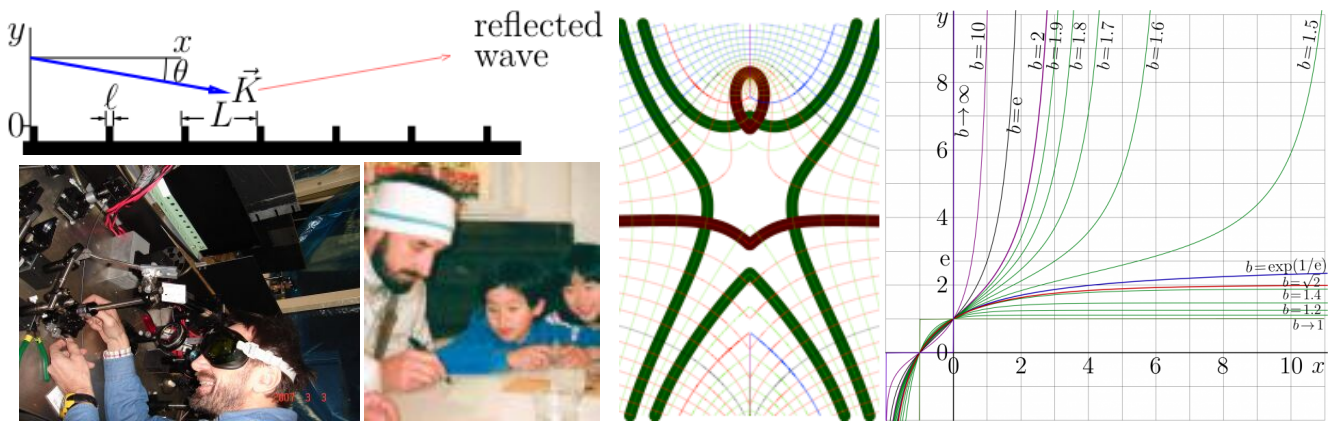 y
x
θ
K
reflected
wave
ℓ
L
0
2007 3 3
y
8
6
4
e
2
0
b=10
b→∞
b=e
b=2
b=1.9
b=1.8
b=1.7
b=1.6
b=1.5
b=exp(1/e)
b=√2
b=1.4
b=1.2
b→1
0 2 4 6 8 10 x